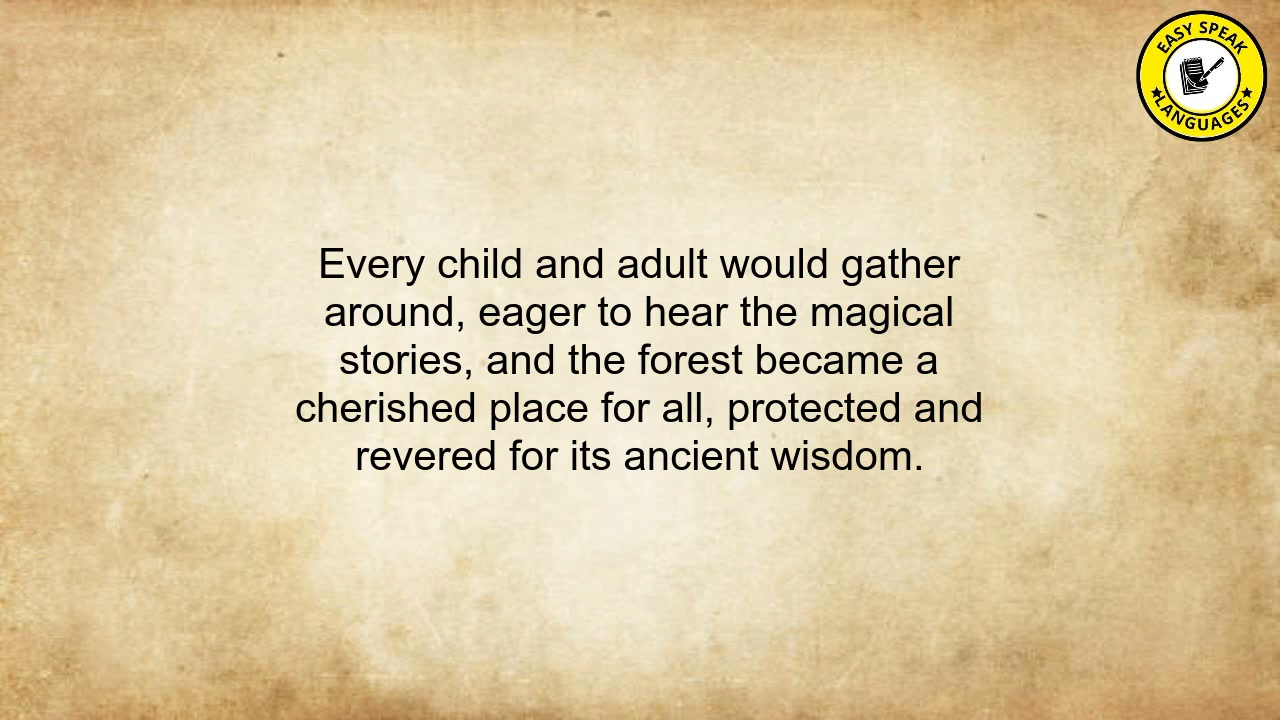 EASY SPEAK
LANGUAGES
Every child and adult would gather
around, eager to hear the magical
stories, and the forest became a
cherished place for all, protected and
revered for its ancient wisdom.